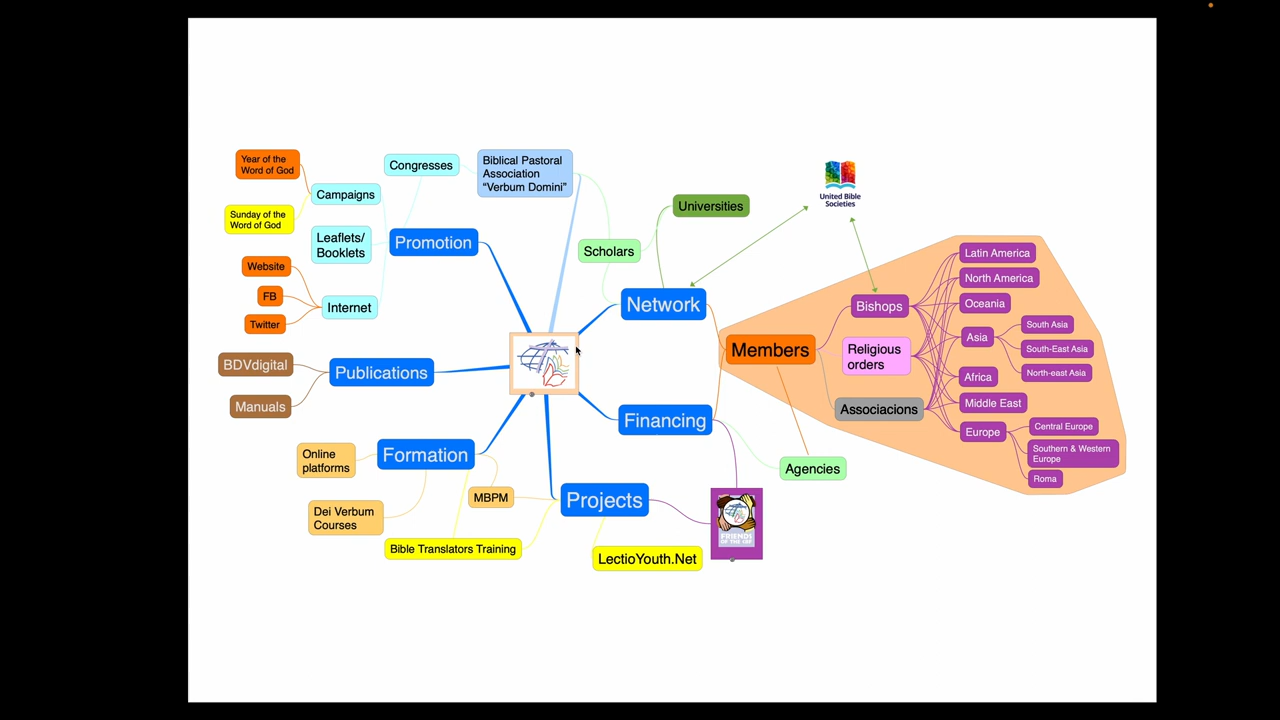 Year of the
Word of God
Sunday of the
Word of God
Campaigns
Congresses
Leaflets/
Booklets
Website
FB
Twitter
Internet
Promotion
Biblical Pastoral
Association
“Verbum Domini”
Scholars
Universities
Network
United Bible
Societies
BDVdigital
Manuals
Publications
Members
Bishops
Religious
orders
Associacions
Latin America
North America
Oceania
Asia
South Asia
South-East Asia
North-east Asia
Africa
Middle East
Europe
Central Europe
Southern & Western
Europe
Roma
Financing
Agencies
Online
platforms
Formation
Dei Verbum
Courses
MBPM
Bible Translators Training
Projects
LectioYouth.Net
FRIENDS
OF THE CBF